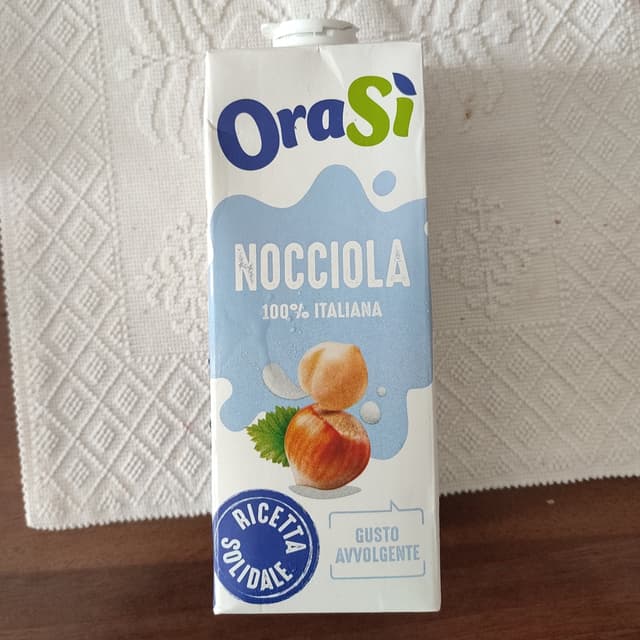 OraSì
NOCCIOLA
100% ITALIANA
RICETTA
SOLIDALE
GUSTO
AVVOLGENTE